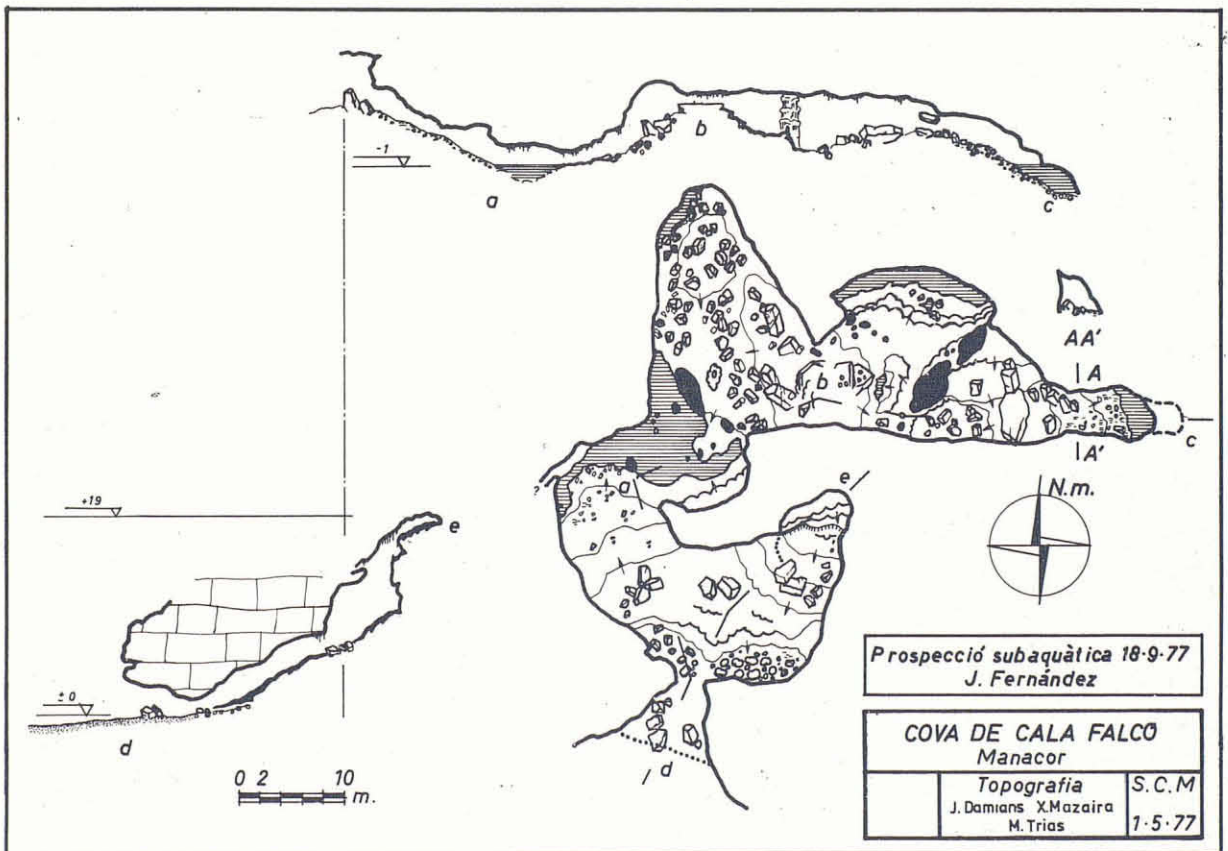 -1
a
b
c
AA'
A
b
c
A'
?
a
e
N.m.
+19
e
±0
d
0 2 10
m.
d
Prospecció subaquàtica 18·9·77
J. Fernández
COVA DE CALA FALCÓ
Manacor
Topografia
J. Damians X. Mazaira
M. Trias
S.C.M
1·5·77